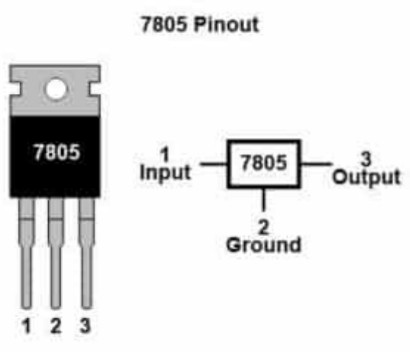 7805 Pinout
7805
1 2 3
1
Input
7805
3
Output
2
Ground